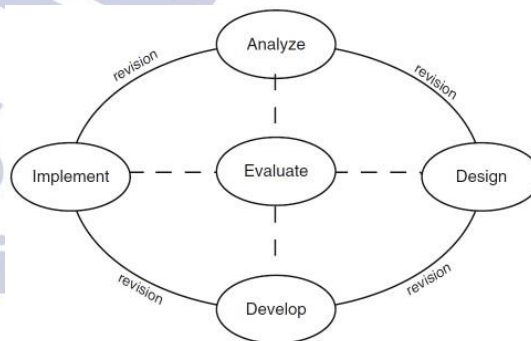 Analyze
revision
revision
Implement
Evaluate
Design
revision
revision
Develop